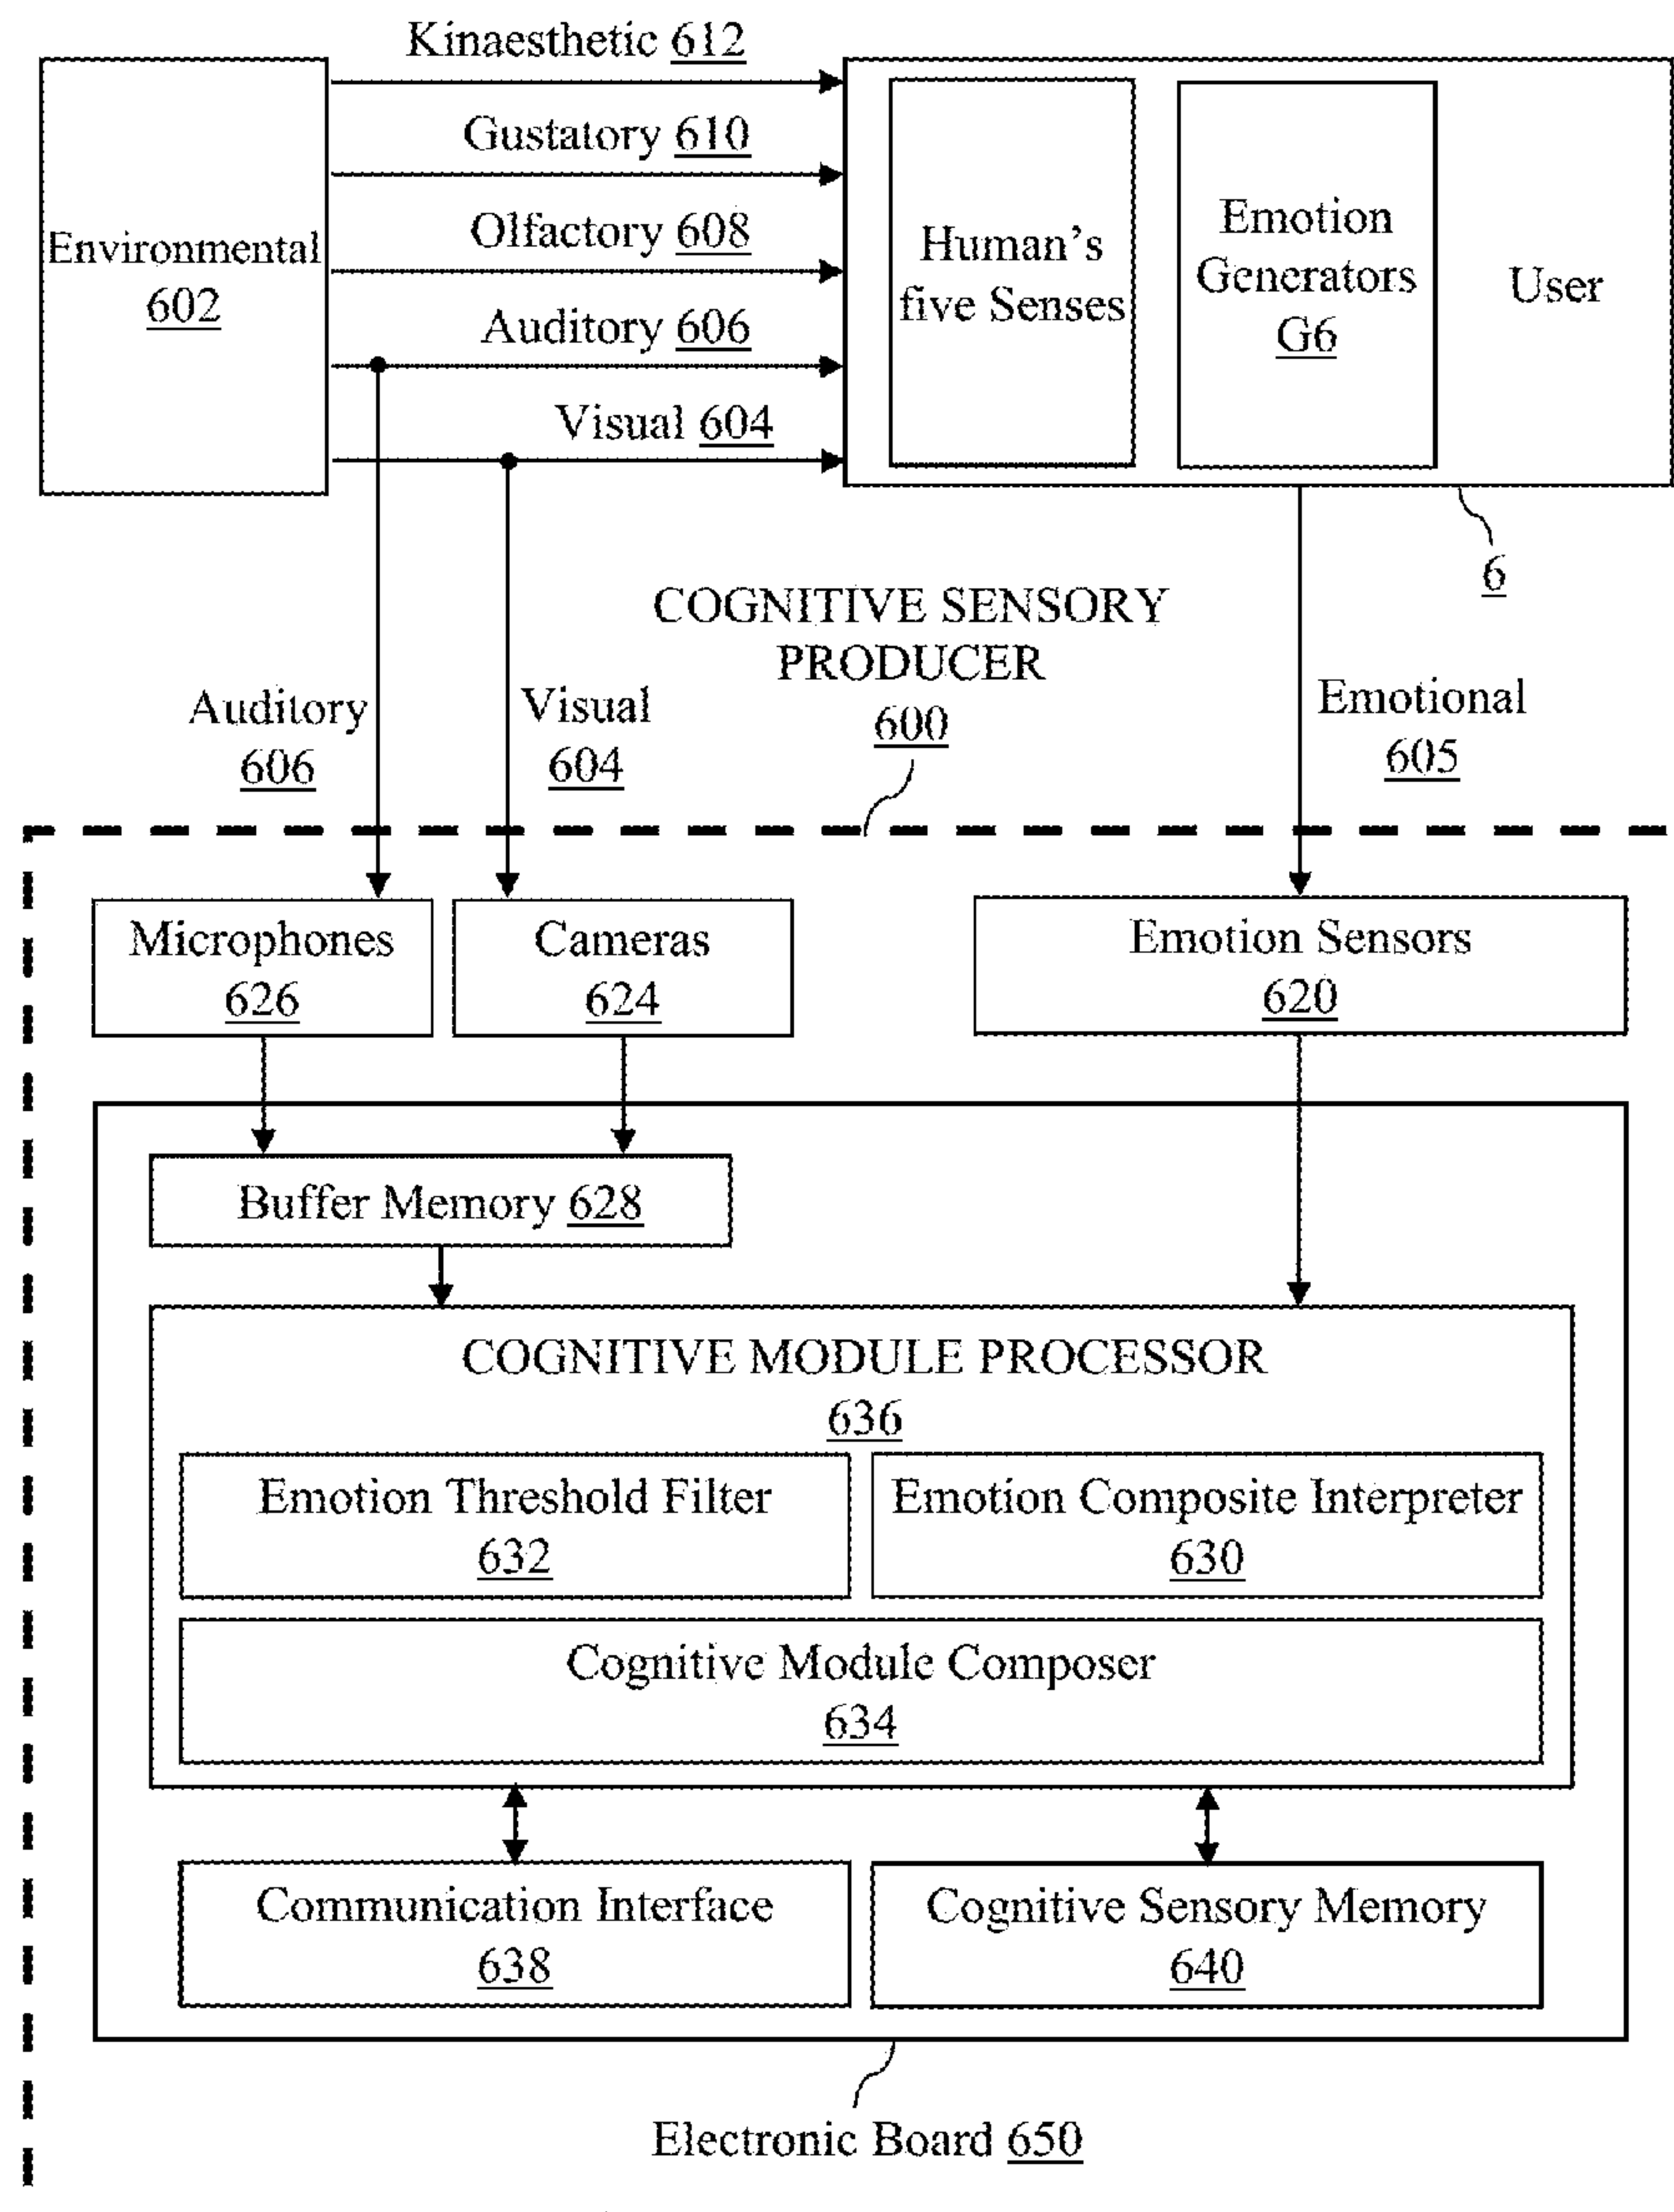 Kinaesthetic 612
Gustatory 610
Olfactory 608
Auditory 606
Visual 604
Environmental
602
Human's
five Senses
Emotion
Generators
G6
User
6
COGNITIVE SENSORY
PRODUCER
600
Auditory
606
Visual
604
Emotional
605
Microphones
626
Cameras
624
Emotion Sensors
620
Buffer Memory 628
COGNITIVE MODULE PROCESSOR
636
Emotion Threshold Filter
632
Emotion Composite Interpreter
630
Cognitive Module Composer
634
Communication Interface
638
Cognitive Sensory Memory
640
Electronic Board 650